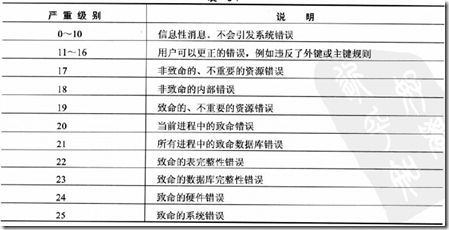 严重级别 说明
0～10 信息性消息、不会引发系统错误
11～16 用户可以更正的错误，例如违反了外键或主键规则
17 非致命的、不重要的资源错误
18 非致命的内部错误
19 致命的、不重要的资源错误
20 当前进程中的致命错误
21 所有进程中的致命数据库错误
22 致命的表完整性错误
23 致命的数据库完整性错误
24 致命的硬件错误
25 致命的系统错误